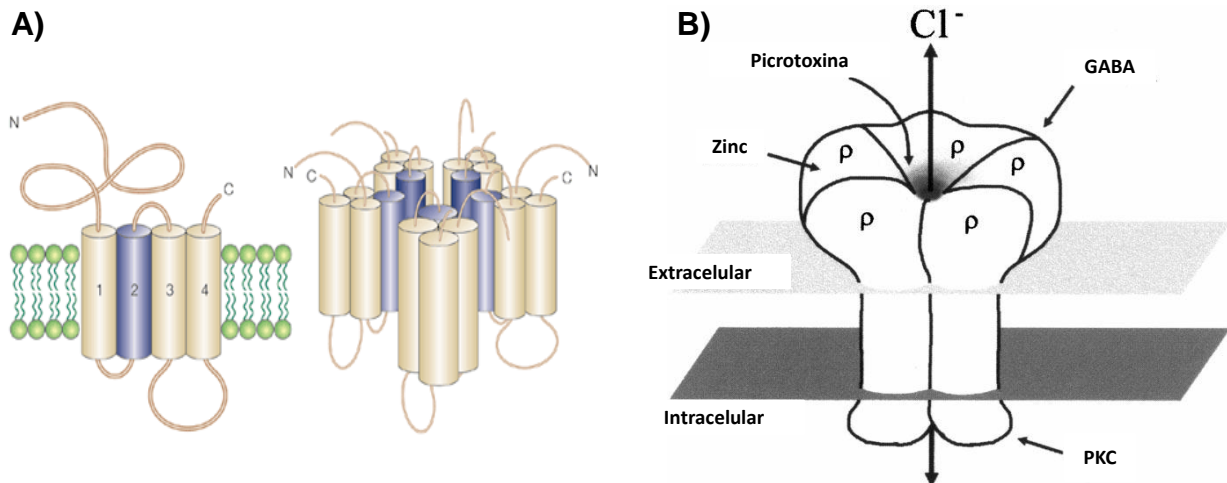 A)
N
C
1 2 3 4
N
C
C
N
B)
Cl -
Picrotoxina
GABA
Zinc
ρ
ρ
ρ
ρ
ρ
Extracelular
Intracelular
PKC